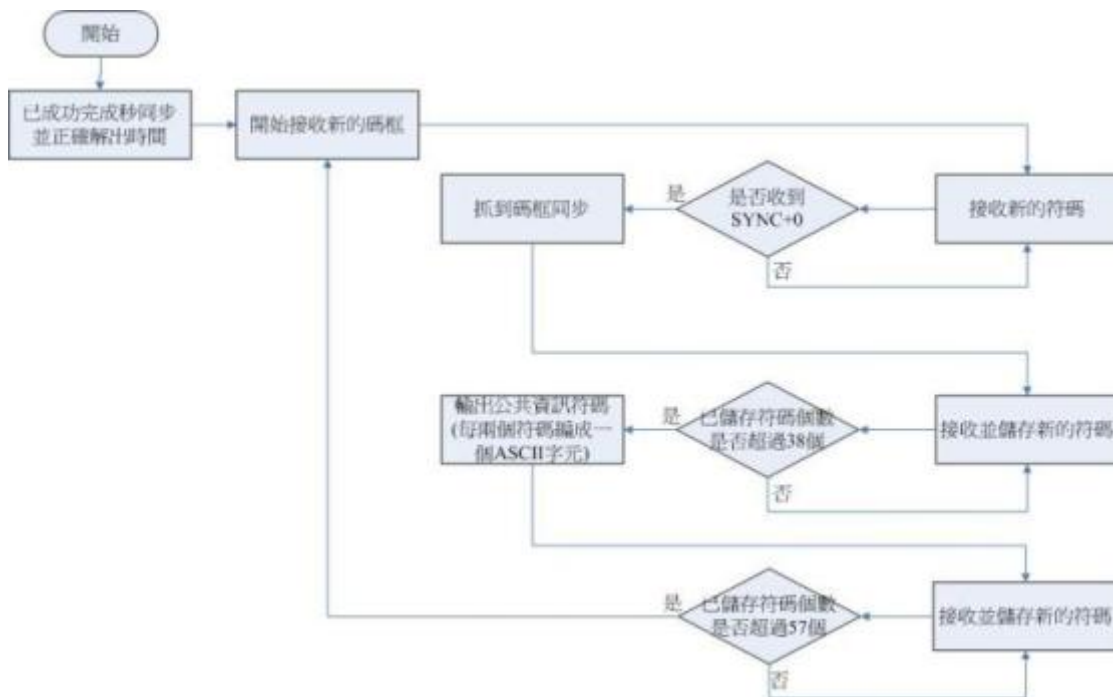 開始
已成功完成秒同步
並正確解出時間
開始接收新的碼框
抓到碼框同步
是
是否收到
SYNC+0
否
接收新的符碼
輸出公共資訊符碼
(每兩個符碼編成一
個ASCII字元)
是
已儲存符碼個數
是否超過38個
否
接收並儲存新的符碼
是
已儲存符碼個數
是否超過57個
否
接收並儲存新的符碼